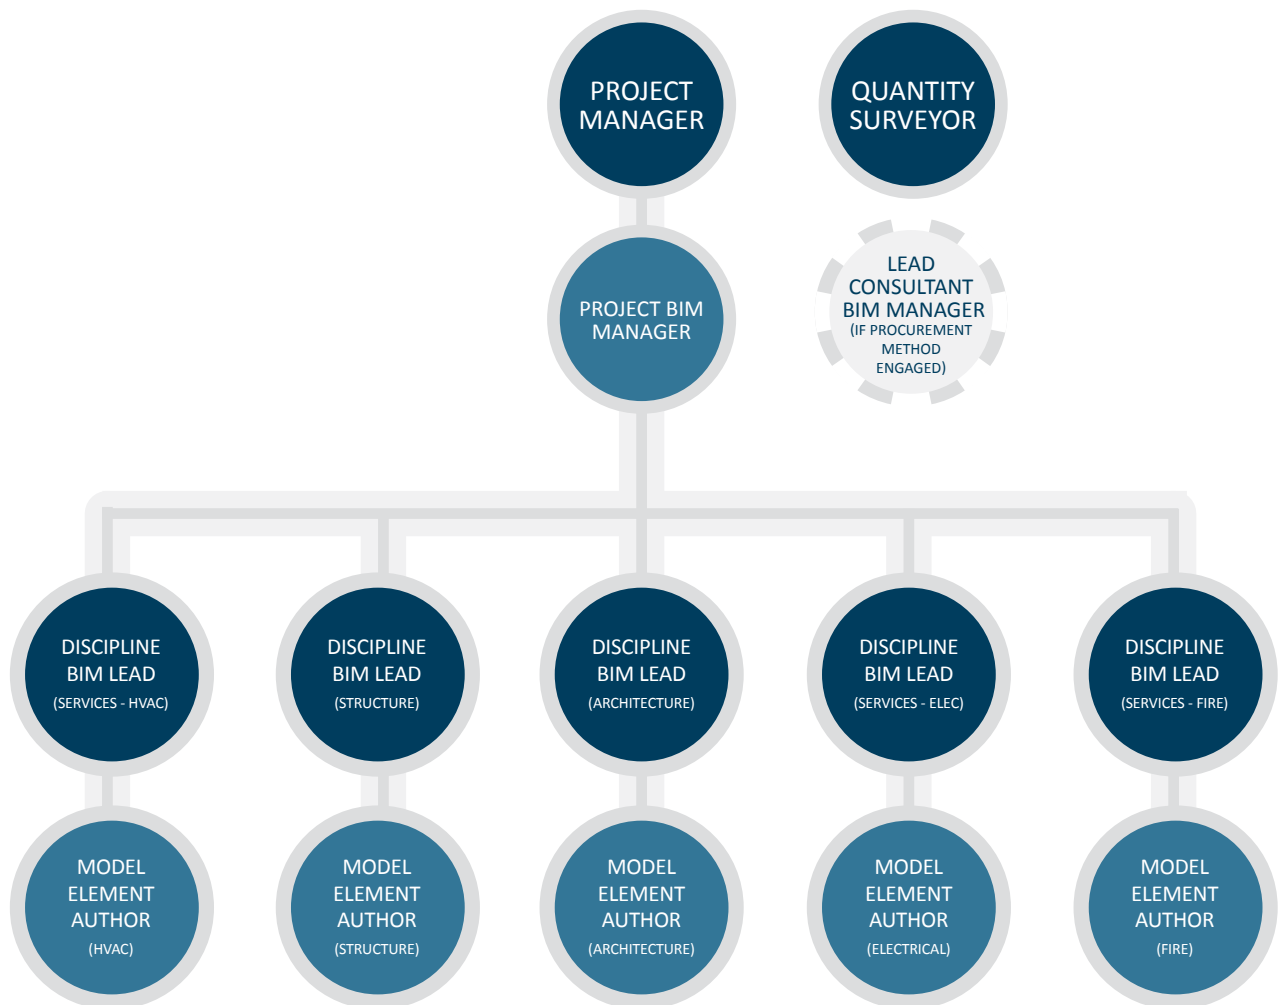 PROJECT
MANAGER
QUANTITY
SURVEYOR
PROJECT BIM
MANAGER
LEAD
CONSULTANT
BIM MANAGER
(IF PROCUREMENT
METHOD
ENGAGED)
DISCIPLINE
BIM LEAD
(SERVICES - HVAC)
DISCIPLINE
BIM LEAD
(STRUCTURE)
DISCIPLINE
BIM LEAD
(ARCHITECTURE)
DISCIPLINE
BIM LEAD
(SERVICES - ELEC)
DISCIPLINE
BIM LEAD
(SERVICES - FIRE)
MODEL
ELEMENT
AUTHOR
(HVAC)
MODEL
ELEMENT
AUTHOR
(STRUCTURE)
MODEL
ELEMENT
AUTHOR
(ARCHITECTURE)
MODEL
ELEMENT
AUTHOR
(ELECTRICAL)
MODEL
ELEMENT
AUTHOR
(FIRE)